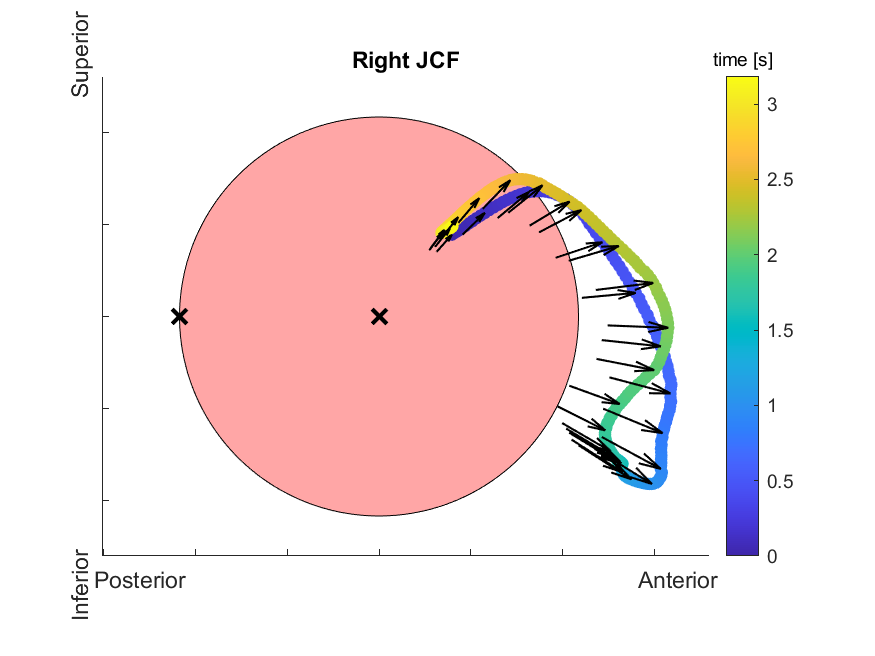 Superior
Right JCF
time [s]
3
2.5
2
1.5
1
0.5
0
Inferior
Posterior
Anterior